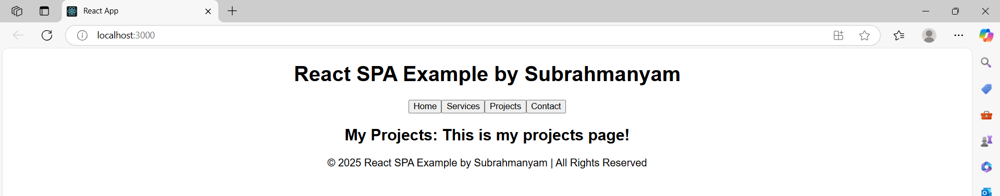 React App
localhost:3000
React SPA Example by Subrahmanyam
Home Services Projects Contact
My Projects: This is my projects page!
© 2025 React SPA Example by Subrahmanyam | All Rights Reserved